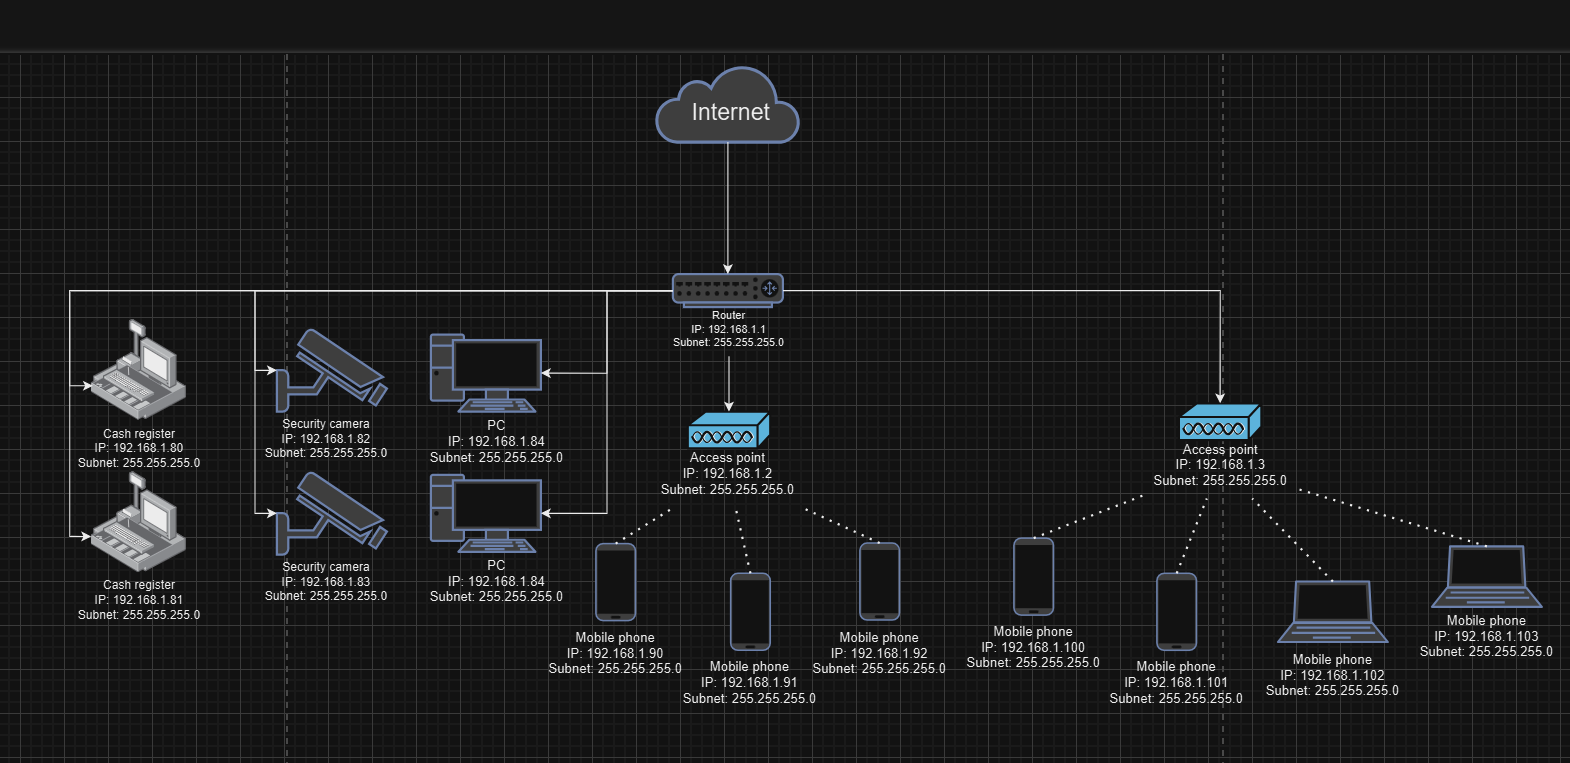 Internet
Router
IP: 192.168.1.1
Subnet: 255.255.255.0
Cash register
IP: 192.168.1.80
Subnet: 255.255.255.0
Security camera
IP: 192.168.1.82
Subnet: 255.255.255.0
PC
IP: 192.168.1.84
Subnet: 255.255.255.0
Access point
IP: 192.168.1.2
Subnet: 255.255.255.0
Access point
IP: 192.168.1.3
Subnet: 255.255.255.0
Cash register
IP: 192.168.1.81
Subnet: 255.255.255.0
Security camera
IP: 192.168.1.83
Subnet: 255.255.255.0
PC
IP: 192.168.1.84
Subnet: 255.255.255.0
Mobile phone
IP: 192.168.1.90
Subnet: 255.255.255.0
Mobile phone
IP: 192.168.1.91
Subnet: 255.255.255.0
Mobile phone
IP: 192.168.1.92
Subnet: 255.255.255.0
Mobile phone
IP: 192.168.1.100
Subnet: 255.255.255.0
Mobile phone
IP: 192.168.1.101
Subnet: 255.255.255.0
Mobile phone
IP: 192.168.1.102
Subnet: 255.255.255.0
Mobile phone
IP: 192.168.1.103
Subnet: 255.255.255.0